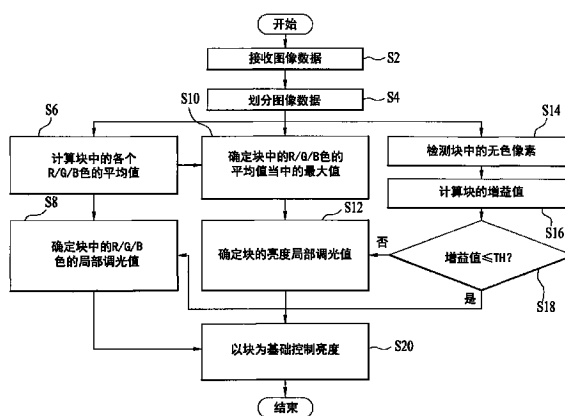 开始
接收图像数据
S2
划分图像数据
S4
S6
计算块中的各个
R/G/B色的平均值
S10
确定块中的R/G/B色的
平均值当中的最大值
S14
检测块中的无色像素
计算块的增益值
S16
S8
确定块中的R/G/B
色的局部调光值
S12
确定块的亮度局部调光值
否
增益值≤TH?
是
S18
以块为基础控制亮度
S20
结束